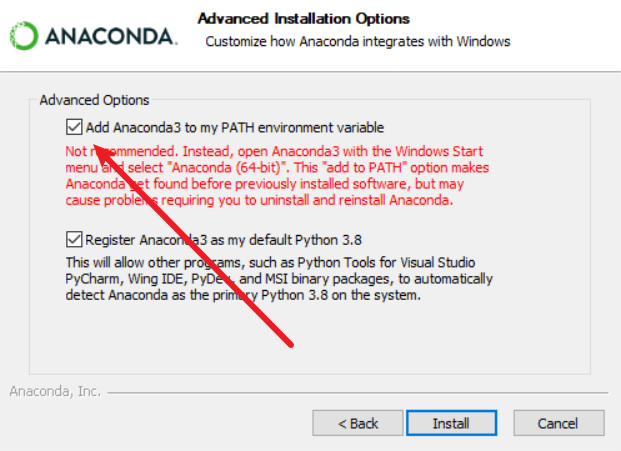 ANACONDA.
Advanced Installation Options
Customize how Anaconda integrates with Windows
Advanced Options
Add Anaconda3 to my PATH environment variable
Not recommended. Instead, open Anaconda3 with the Windows Start
menu and select "Anaconda (64-bit)". This "add to PATH" option makes
Anaconda get found before previously installed software, but may
cause problems requiring you to uninstall and reinstall Anaconda.
Register Anaconda3 as my default Python 3.8
This will allow other programs, such as Python Tools for Visual Studio
PyCharm, Wing IDE, PyDev, and MSI binary packages, to automatically
detect Anaconda as the primary Python 3.8 on the system.
Anaconda, Inc.
< Back
Install
Cancel